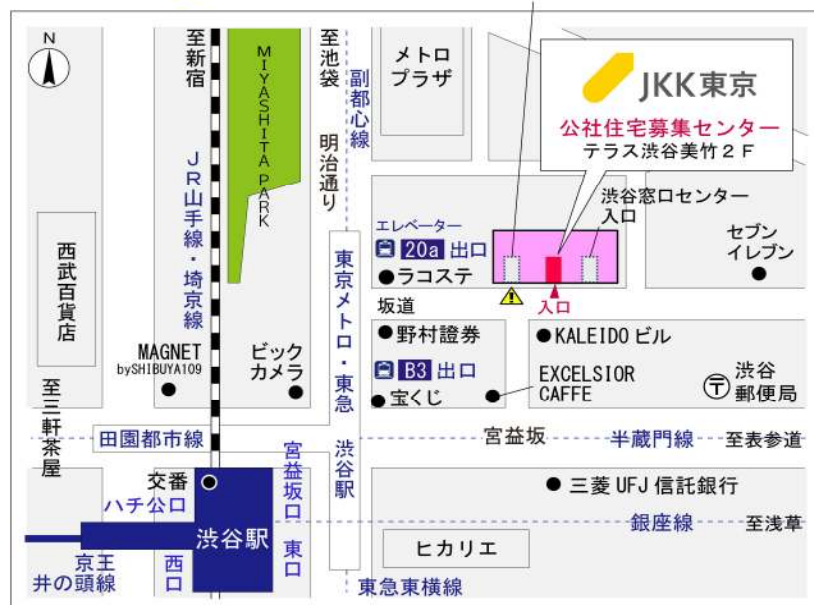 N
至新宿
MIYASHITA PARK
至池袋
副都心線
明治通り
メトロ
プラザ
JKK東京
公社住宅募集センター
テラス渋谷美竹2F
JR山手線・埼京線
西武百貨店
エレベーター
20a 出口
ラコステ
渋谷窓口センター
入口
セブン
イレブン
入口
坂道
東京メトロ・東急 渋谷駅
野村證券
KALEIDO ビル
MAGNET
bySHIBUYA109
ビック
カメラ
B3 出口
宝くじ
EXCELSIOR
CAFFE
渋谷
郵便局
至三軒茶屋
田園都市線
宮益坂
半蔵門線
至表参道
交番
ハチ公口
宮益坂口
渋谷駅
西口
東口
三菱 UFJ 信託銀行
銀座線
至浅草
京王
井の頭線
ヒカリエ
東急東横線